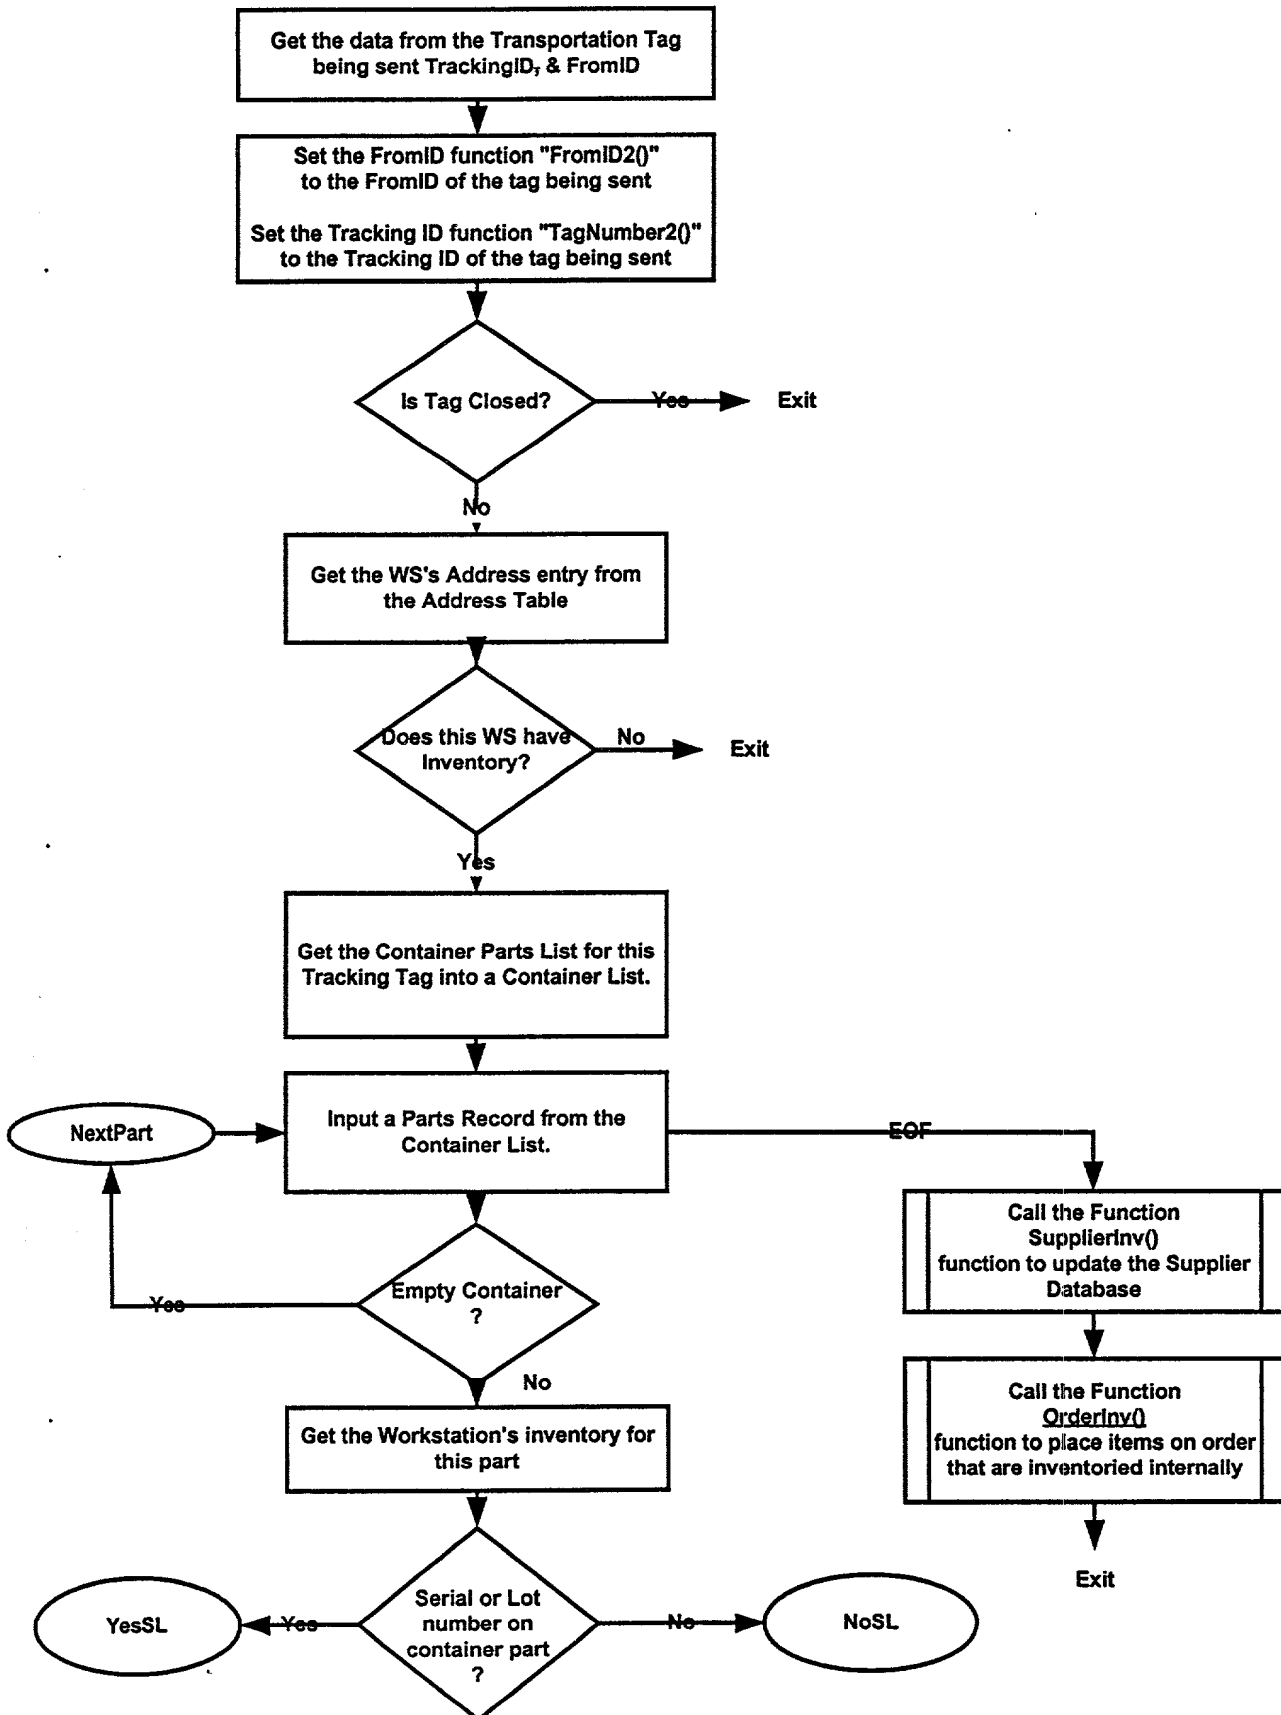 Get the data from the Transportation Tag
being sent TrackingID, & FromID
Set the FromID function "FromID2()"
to the FromID of the tag being sent
Set the Tracking ID function "TagNumber2()"
to the Tracking ID of the tag being sent
Is Tag Closed?
Yes
Exit
No
Get the WS's Address entry from
the Address Table
Does this WS have
Inventory?
No
Exit
Yes
Get the Container Parts List for this
Tracking Tag into a Container List.
NextPart
Input a Parts Record from the
Container List.
EOF
Call the Function
SupplierInv()
function to update the Supplier
Database
Empty Container
?
Yes
No
Call the Function
OrderInv()
function to place items on order
that are inventoried internally
Exit
Get the Workstation's inventory for
this part
Serial or Lot
number on
container part
?
Yes
YesSL
No
NoSL